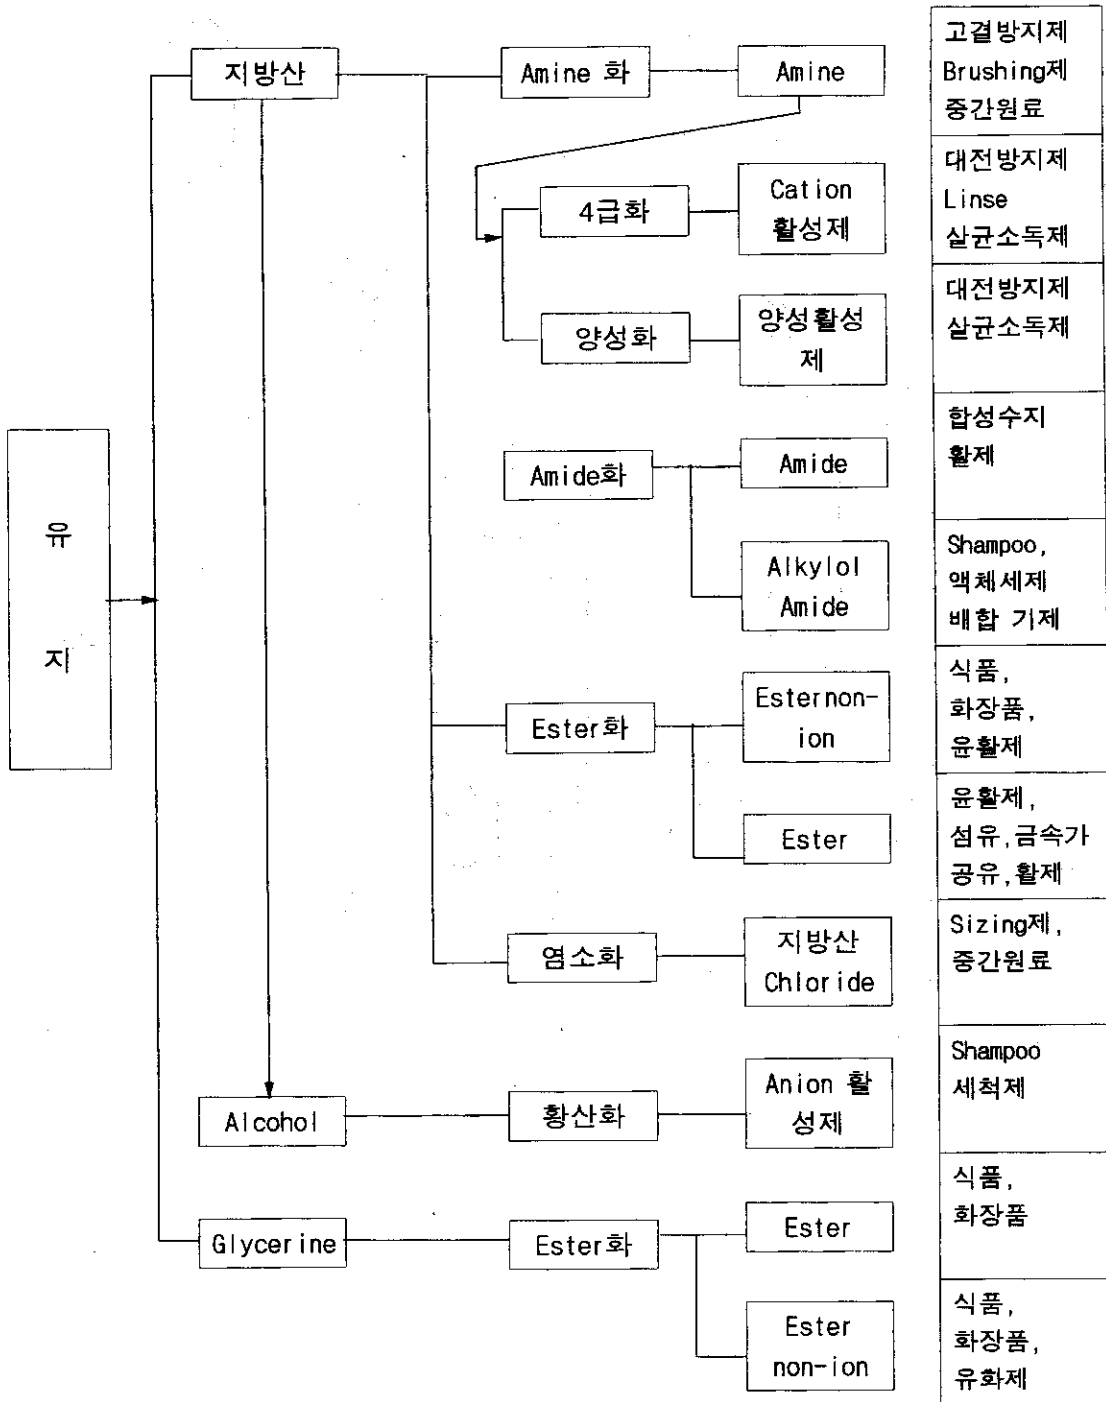 고결방지제
지방산
Amine 화
Amine
Brushing제
중간원료
대전방지제
4급화
Cation
활성제
Linse
살균소독제
대전방지제
양성화
양성활성
제
살균소독제
합성수지
Amide화
Amide
활제
유
지
Alkylol
Amide
Shampoo,
액체세제
배합 기제
식품,
Ester화
Esternon-
ion
화장품,
윤활제
윤활제,
Ester
섬유,금속가
공유,활제
Sizing제,
염소화
지방산
Chloride
중간원료
Shampoo
Alcohol
황산화
Anion 활
성제
세척제
식품,
Glycerine
Ester화
Ester
화장품
식품,
Ester
non-ion
화장품,
유화제